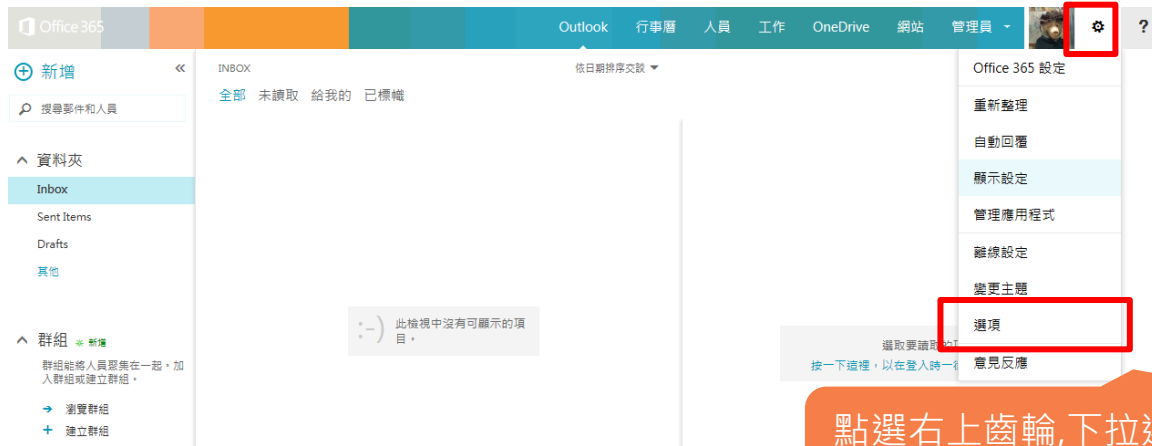 Office 365
Outlook 行事曆 人員 工作 OneDrive 網站 管理員 ?
新增 «
搜尋郵件和人員
資料夾
Inbox
Sent Items
Drafts
其他
群組 新增
群組能將人員聚集在一起。加
入群組或建立群組。
瀏覽群組
建立群組
INBOX 依日期排序交談
全部 未讀取 給我的 已標幟
:-) 此檢視中沒有可顯示的項
目。
選取要讀取的
按一下這裡，以在登入時一
Office 365 設定
重新整理
自動回覆
顯示設定
管理應用程式
離線設定
變更主題
選項
意見反應
點選右上齒輪,下拉